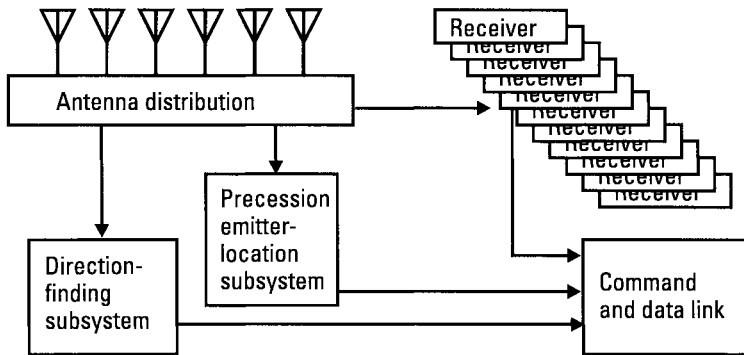 Receiver
Receiver
Receiver
Receiver
Receiver
Receiver
Receiver
Receiver
Receiver
Receiver
Receiver
Antenna distribution
Precession
emitter-
location
subsystem
Direction-
finding
subsystem
Command
and data link